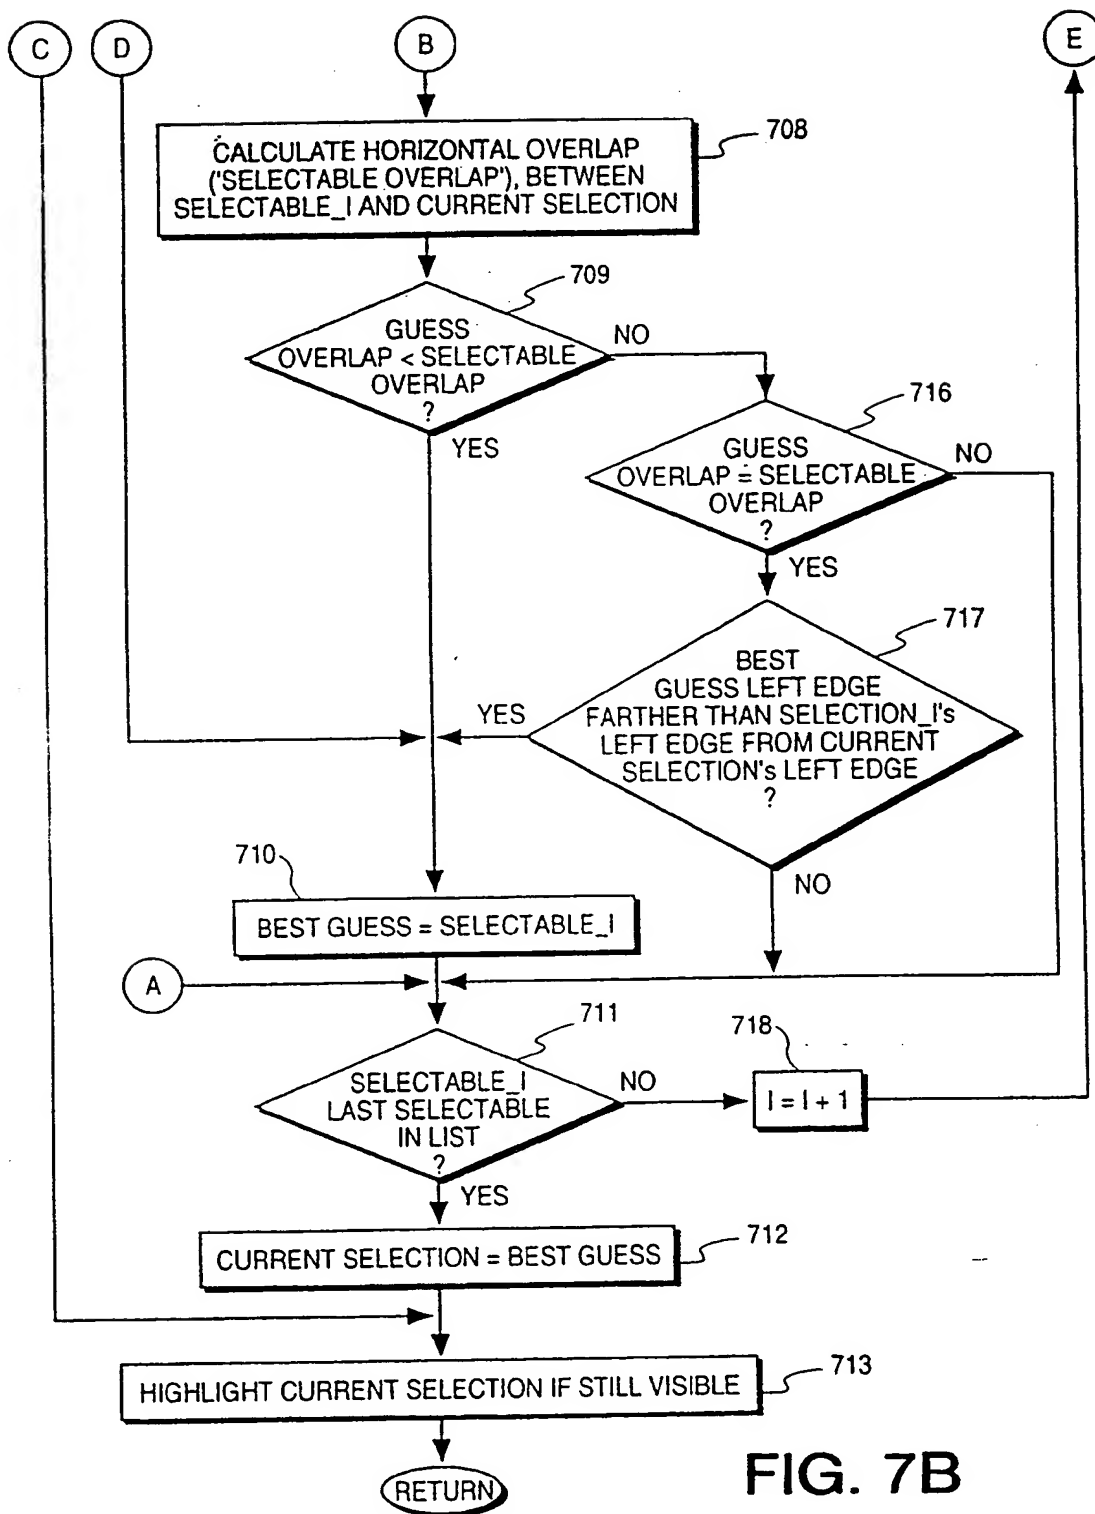 C
D
B
E
708
CALCULATE HORIZONTAL OVERLAP
('SELECTABLE OVERLAP'), BETWEEN
SELECTABLE_I AND CURRENT SELECTION
709
GUESS
OVERLAP < SELECTABLE
OVERLAP
?
NO
YES
716
GUESS
OVERLAP = SELECTABLE
OVERLAP
?
NO
YES
717
BEST
GUESS LEFT EDGE
FARTHER THAN SELECTION_I's
LEFT EDGE FROM CURRENT
SELECTION's LEFT EDGE
?
YES
NO
710
BEST GUESS = SELECTABLE_I
A
711
SELECTABLE_I
LAST SELECTABLE
IN LIST
?
NO
718
I = I + 1
YES
712
CURRENT SELECTION = BEST GUESS
713
HIGHLIGHT CURRENT SELECTION IF STILL VISIBLE
RETURN
FIG. 7B